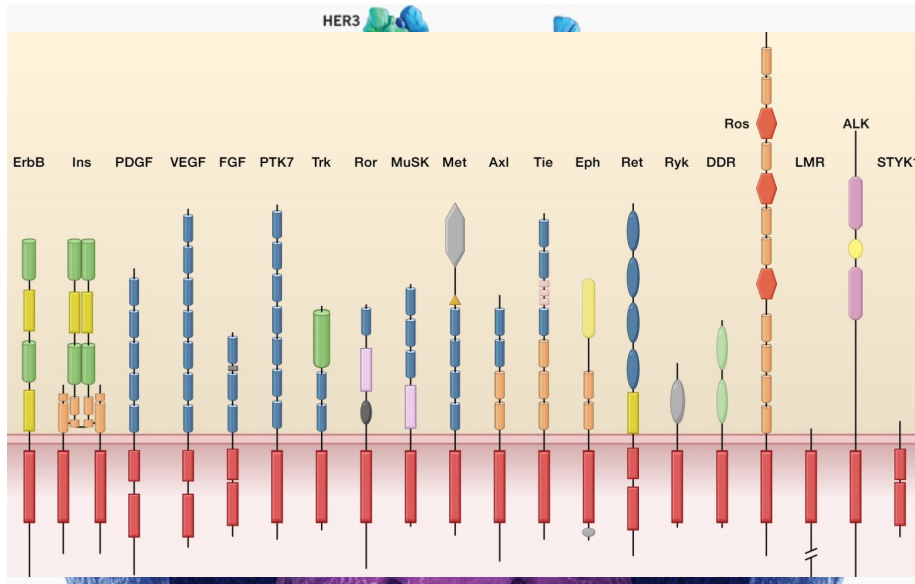 HER3
Ros
ALK
ErbB Ins PDGF VEGF FGF PTK7 Trk Ror MuSK Met Axl Tie Eph Ret Ryk DDR LMR STYK1